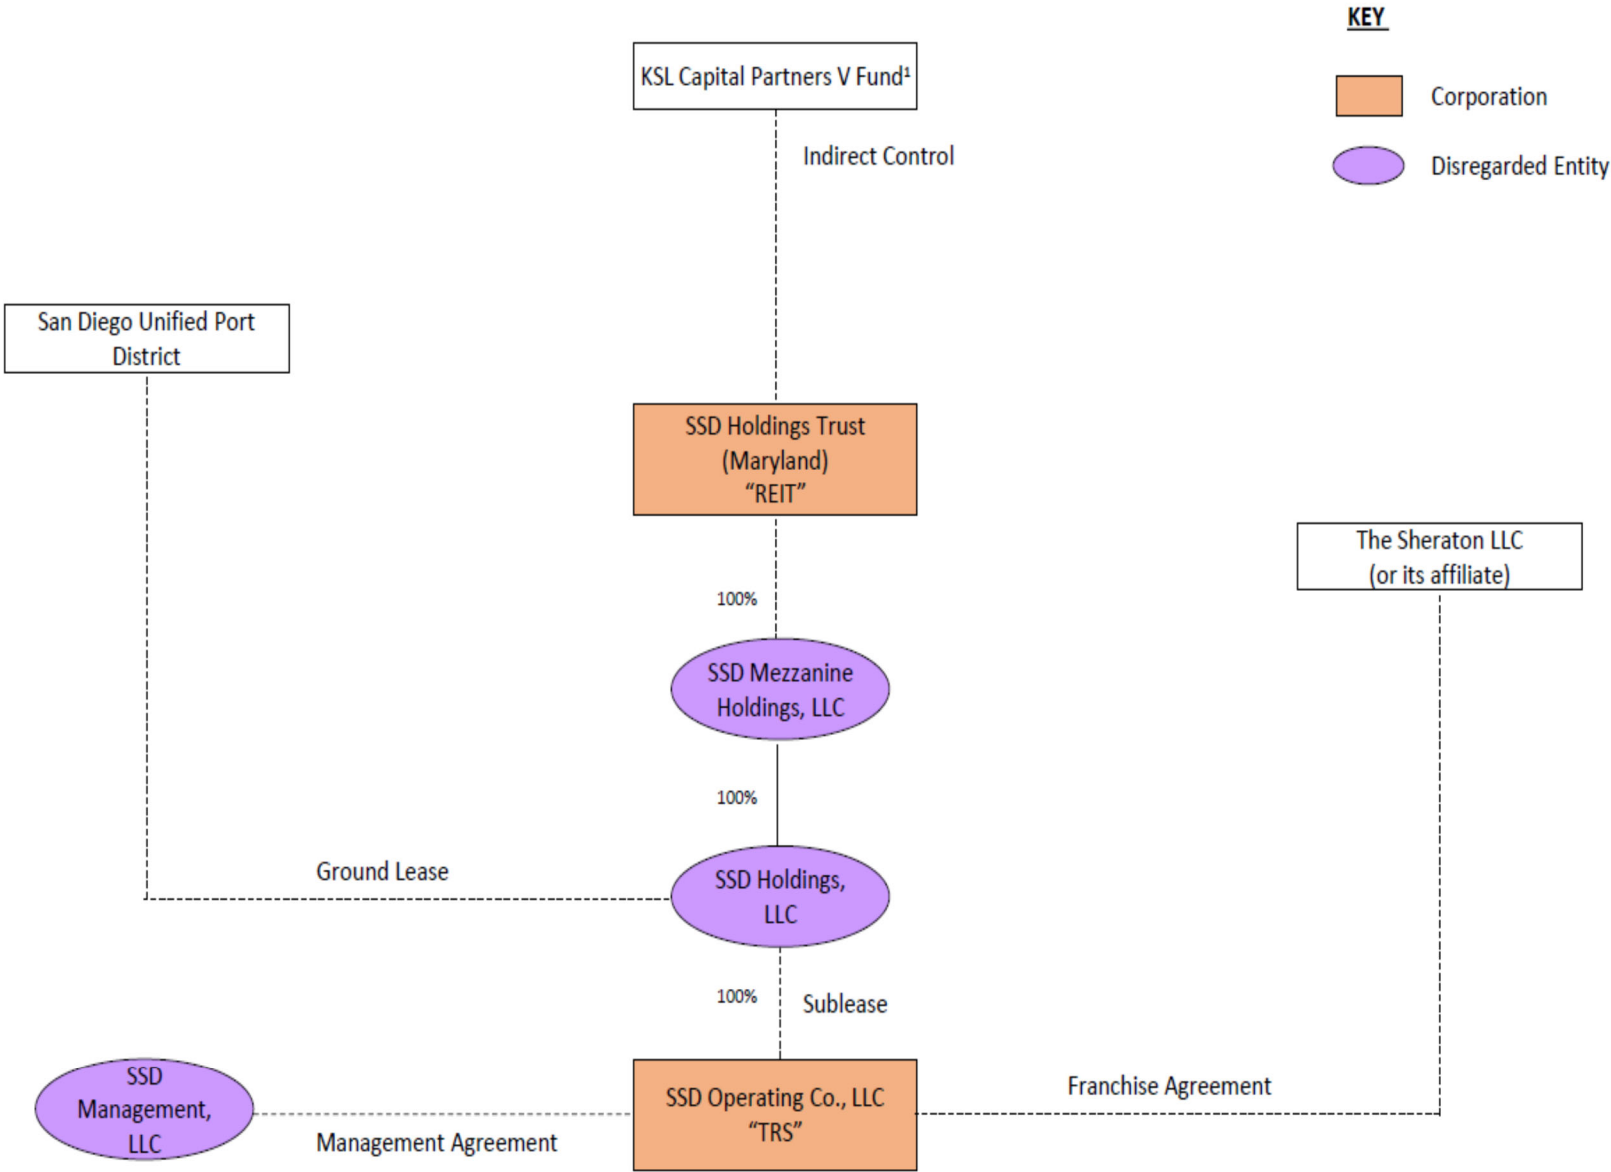 KEY
KSL Capital Partners V Fund¹
Corporation
Indirect Control
Disregarded Entity
San Diego Unified Port
District
SSD Holdings Trust
(Maryland)
“REIT”
The Sheraton LLC
(or its affiliate)
100%
SSD Mezzanine
Holdings, LLC
100%
Ground Lease
SSD Holdings,
LLC
100%
Sublease
SSD
Management,
LLC
Management Agreement
SSD Operating Co., LLC
“TRS”
Franchise Agreement